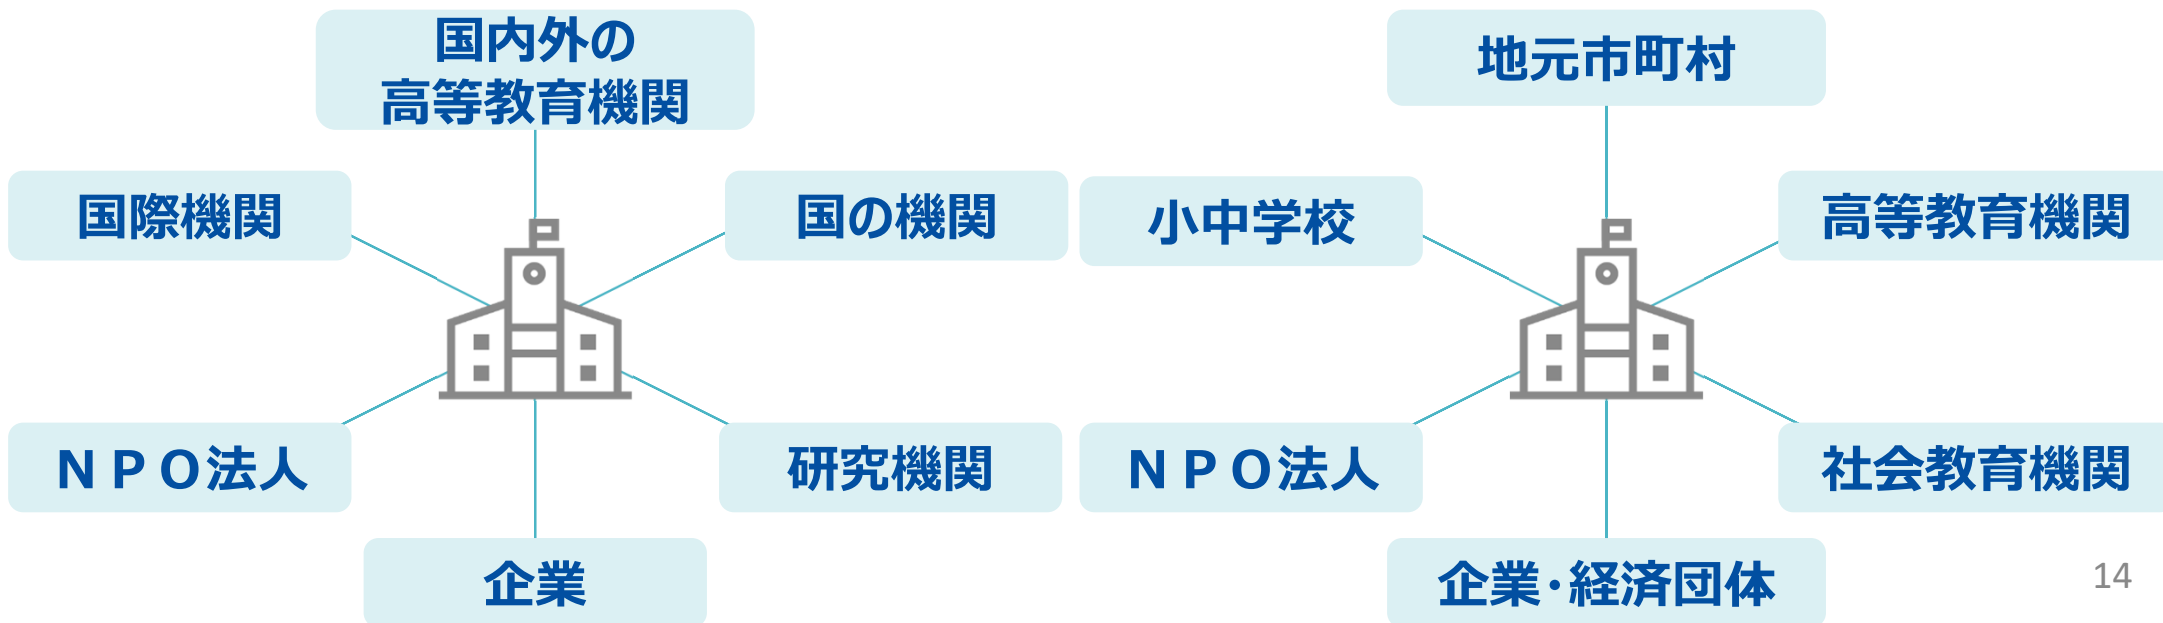 国内外の
高等教育機関
国際機関
国の機関
ＮＰＯ法人
研究機関
企業
地元市町村
小中学校
高等教育機関
ＮＰＯ法人
社会教育機関
企業・経済団体
14